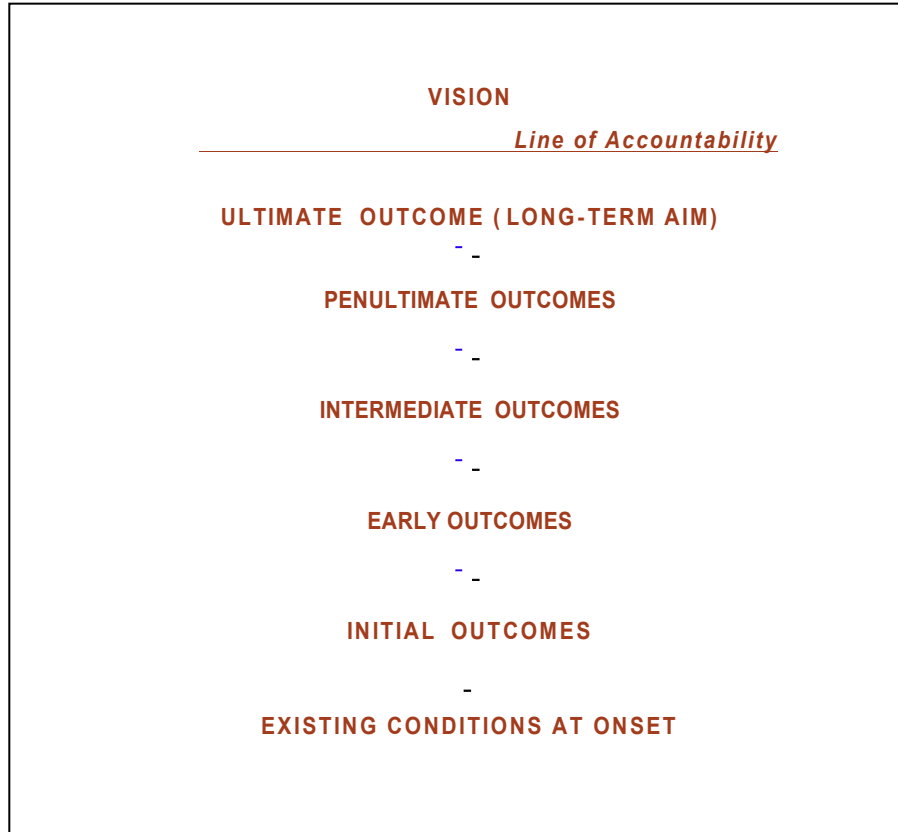 VISION
Line of Accountability
ULTIMATE OUTCOME (LONG-TERM AIM)
- -
PENULTIMATE OUTCOMES
- -
INTERMEDIATE OUTCOMES
- -
EARLY OUTCOMES
- -
INITIAL OUTCOMES
-
EXISTING CONDITIONS AT ONSET